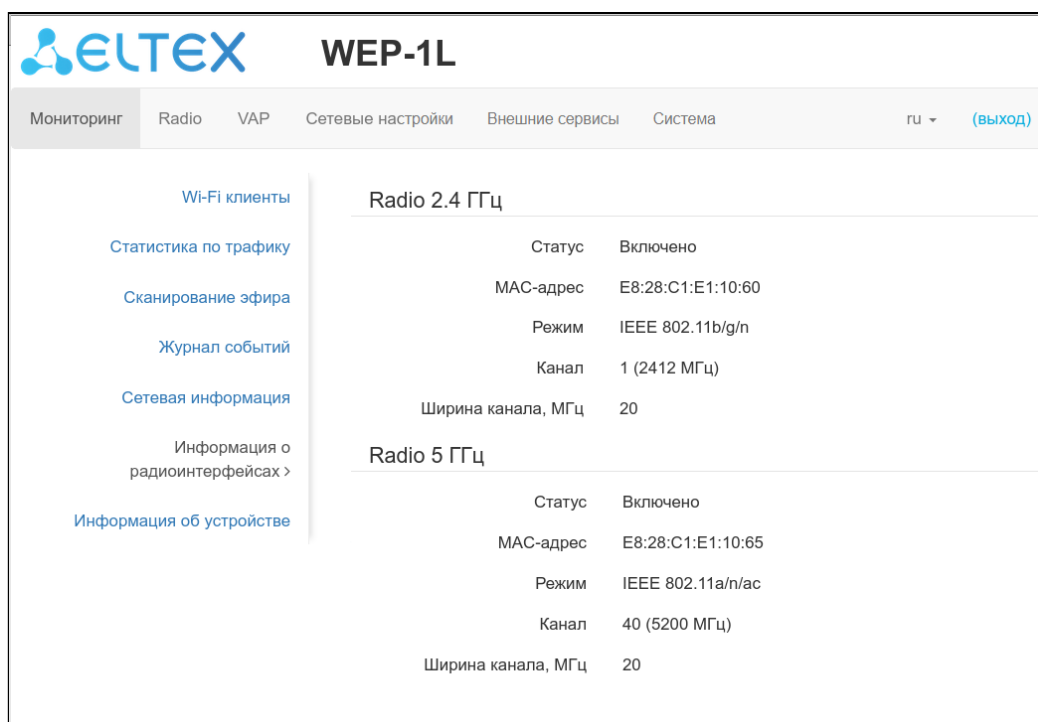 ELTEX WEP-1L
Мониторинг Radio VAP Сетевые настройки Внешние сервисы Система ru (выход)
Wi-Fi клиенты
Статистика по трафику
Сканирование эфира
Журнал событий
Сетевая информация
Информация о
радиоинтерфейсах >
Информация об устройстве
Radio 2.4 ГГц
Статус Включено
MAC-адрес E8:28:C1:E1:10:60
Режим IEEE 802.11b/g/n
Канал 1 (2412 МГц)
Ширина канала, МГц 20
Radio 5 ГГц
Статус Включено
MAC-адрес E8:28:C1:E1:10:65
Режим IEEE 802.11a/n/ac
Канал 40 (5200 МГц)
Ширина канала, МГц 20